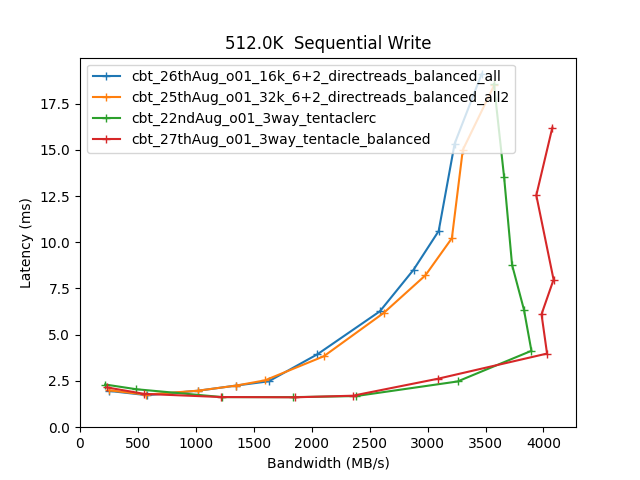 512.0K  Sequential Write
cbt_26thAug_o01_16k_6+2_directreads_balanced_all
cbt_25thAug_o01_32k_6+2_directreads_balanced_all2
cbt_22ndAug_o01_3way_tentaclerc
cbt_27thAug_o01_3way_tentacle_balanced
17.5
15.0
12.5
10.0
7.5
5.0
2.5
0.0
Latency (ms)
0 500 1000 1500 2000 2500 3000 3500 4000
Bandwidth (MB/s)